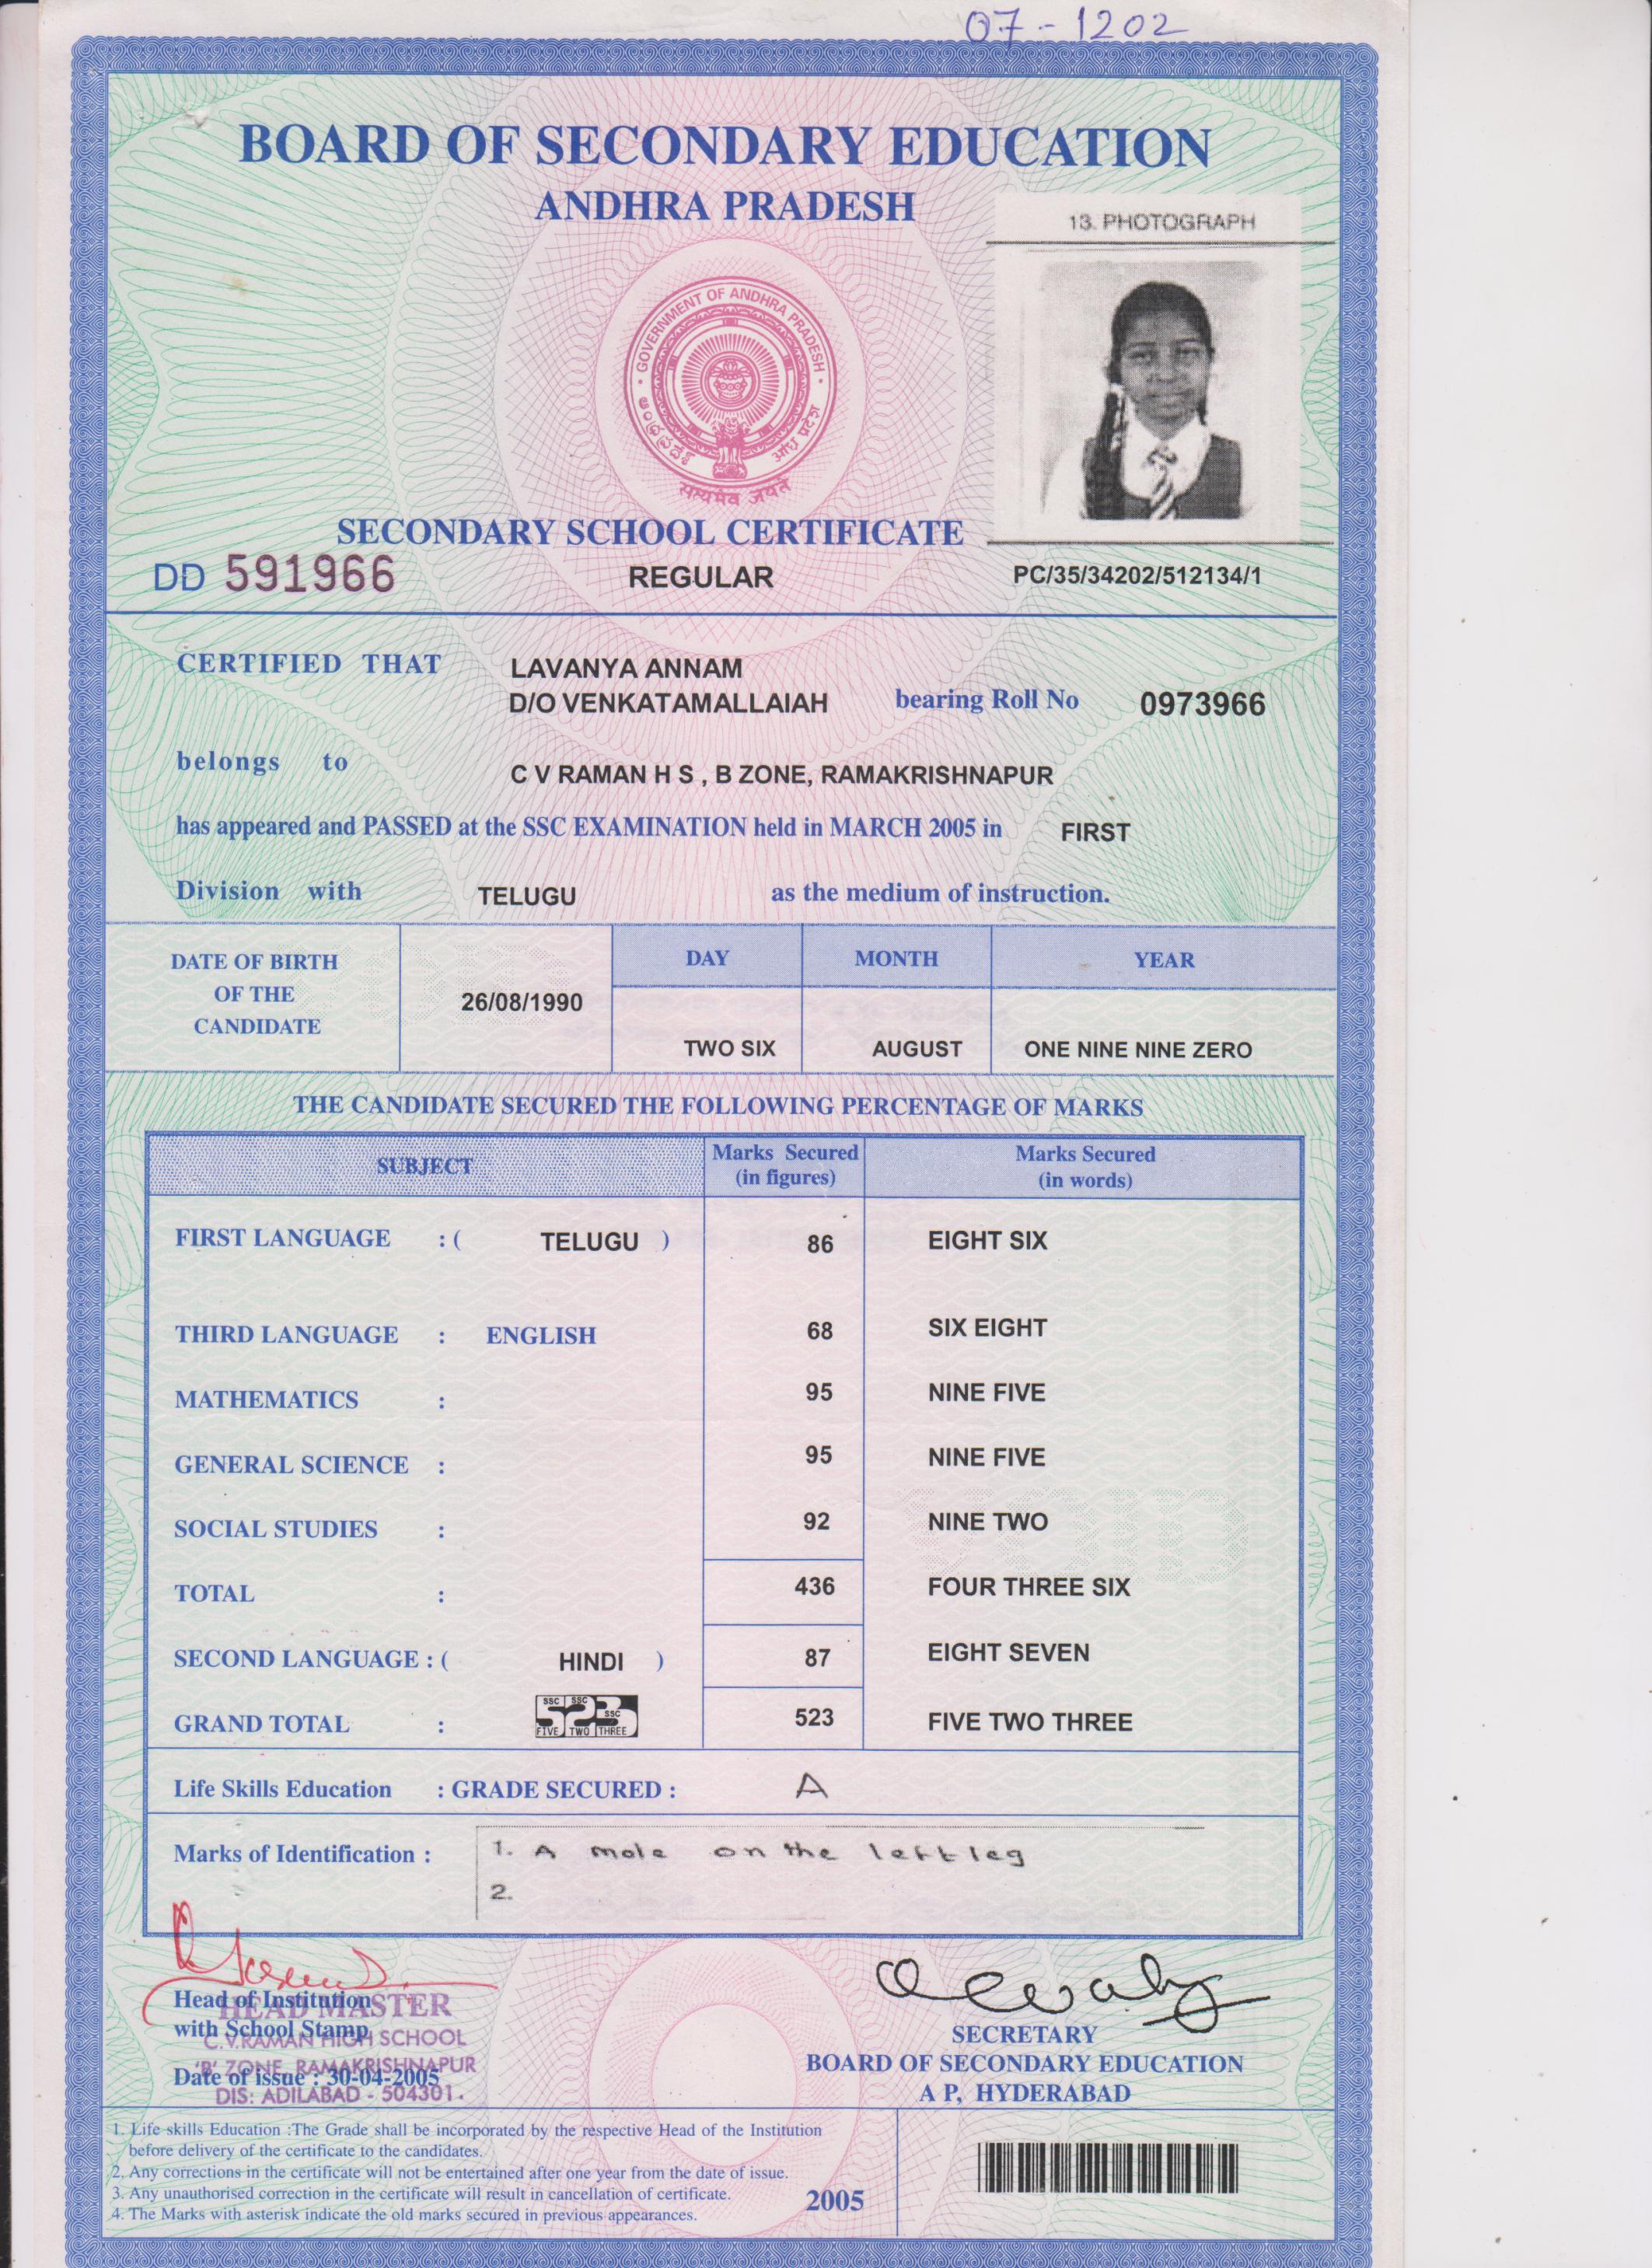 07-1202
BOARD OF SECONDARY EDUCATION
ANDHRA PRADESH
13. PHOTOGRAPH
GOVERNMENT OF ANDHRA PRADESH
ఆంధ్రప్రదేశ్
आंध्र प्रदेश
सत्यमेव जयते
SECONDARY SCHOOL CERTIFICATE
DD 591966 REGULAR PC/35/34202/512134/1
CERTIFIED THAT LAVANYA ANNAM
D/O VENKATAMALLAIAH bearing Roll No 0973966
belongs to C V RAMAN H S , B ZONE, RAMAKRISHNAPUR
has appeared and PASSED at the SSC EXAMINATION held in MARCH 2005 in FIRST
Division with TELUGU as the medium of instruction.
DATE OF BIRTH OF THE CANDIDATE 26/08/1990
DAY MONTH YEAR
TWO SIX AUGUST ONE NINE NINE ZERO
THE CANDIDATE SECURED THE FOLLOWING PERCENTAGE OF MARKS
SUBJECT Marks Secured (in figures) Marks Secured (in words)
FIRST LANGUAGE : ( TELUGU ) 86 EIGHT SIX
THIRD LANGUAGE : ENGLISH 68 SIX EIGHT
MATHEMATICS : 95 NINE FIVE
GENERAL SCIENCE : 95 NINE FIVE
SOCIAL STUDIES : 92 NINE TWO
TOTAL : 436 FOUR THREE SIX
SECOND LANGUAGE : ( HINDI ) 87 EIGHT SEVEN
SSC SSC SSC
523
FIVE TWO THREE
GRAND TOTAL : 523 FIVE TWO THREE
Life Skills Education : GRADE SECURED : A
Marks of Identification : 1. A mole on the left leg
2.
Head of Institution
with School Stamp
Date of issue : 30-04-2005
HEAD MASTER
C.V.RAMAN HIGH SCHOOL
'B' ZONE, RAMAKRISHNAPUR
DIS: ADILABAD - 504301.
SECRETARY
BOARD OF SECONDARY EDUCATION
A P, HYDERABAD
1. Life skills Education :The Grade shall be incorporated by the respective Head of the Institution
before delivery of the certificate to the candidates.
2. Any corrections in the certificate will not be entertained after one year from the date of issue.
3. Any unauthorised correction in the certificate will result in cancellation of certificate.
4. The Marks with asterisk indicate the old marks secured in previous appearances.
2005